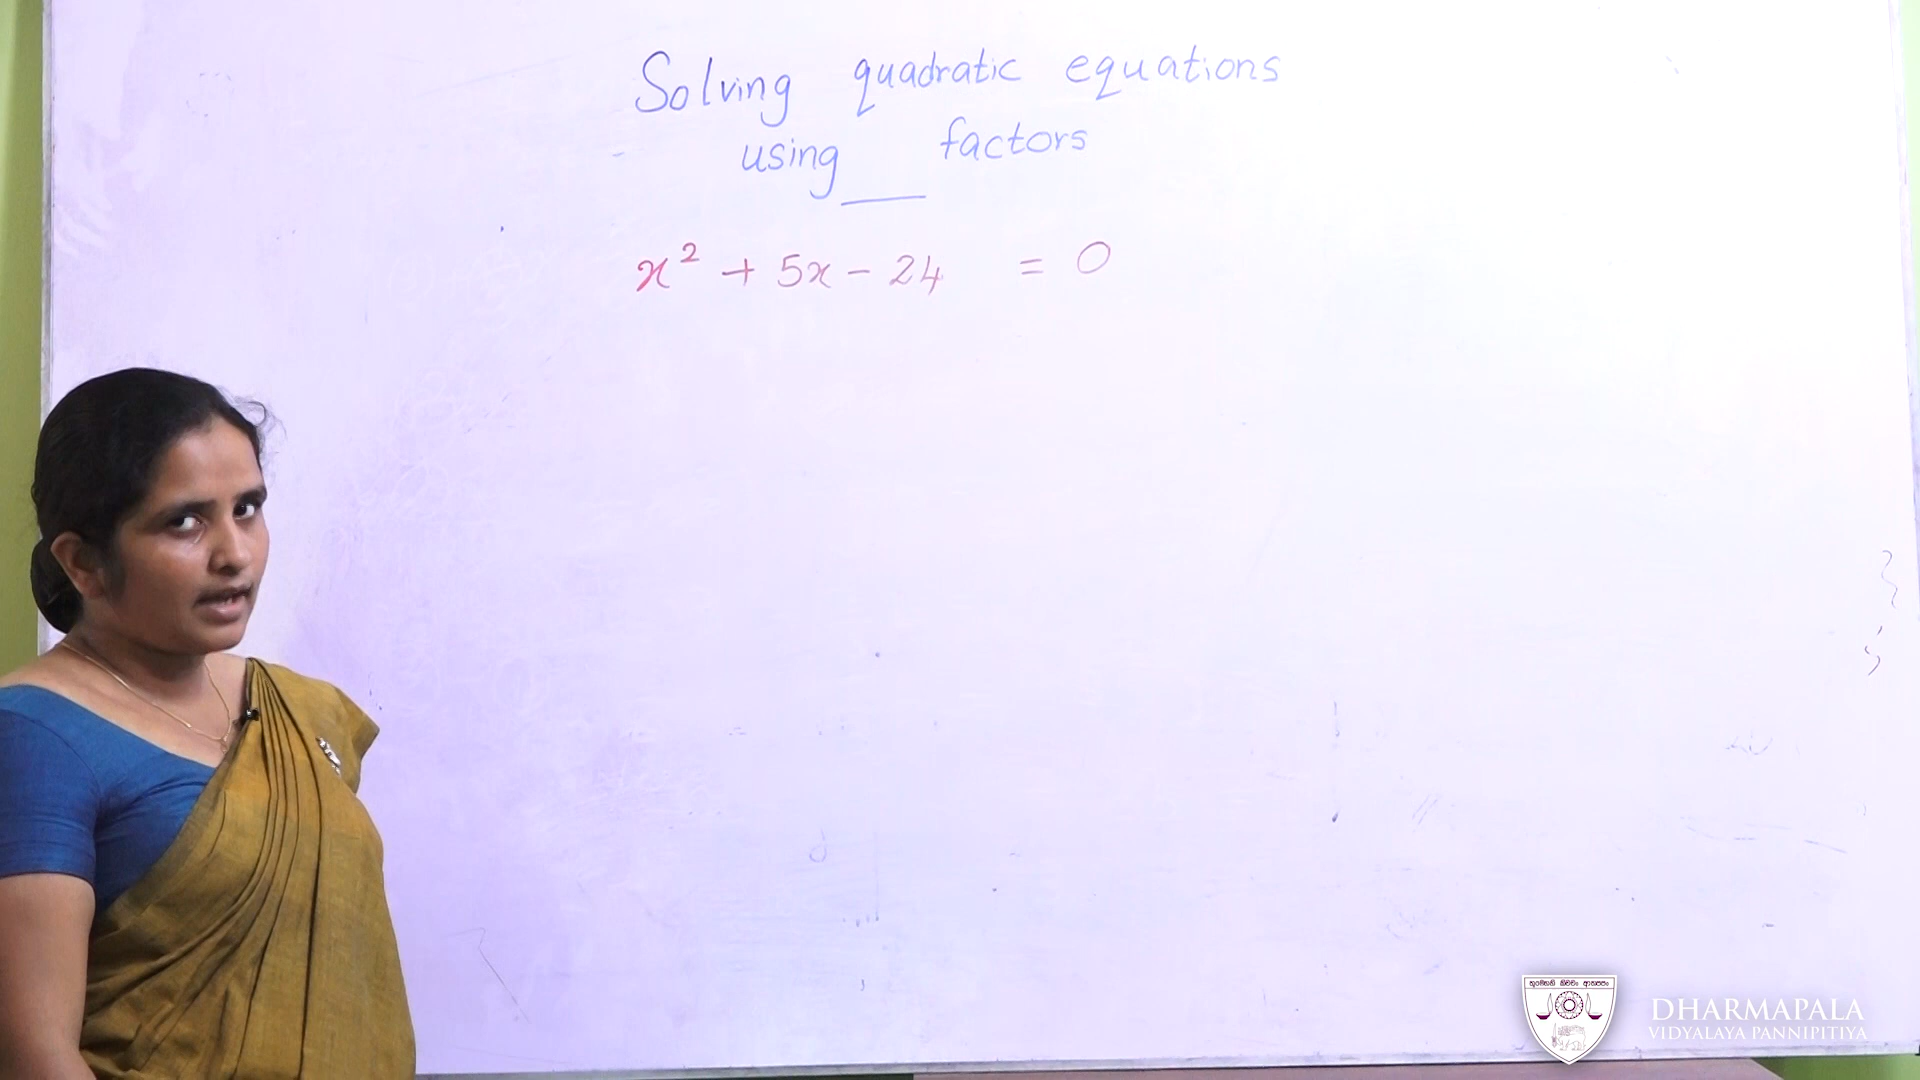 Solving quadratic equations
using factors
x² + 5x - 24 = 0
DHARMAPALA
VIDYALAYA PANNIPITIYA